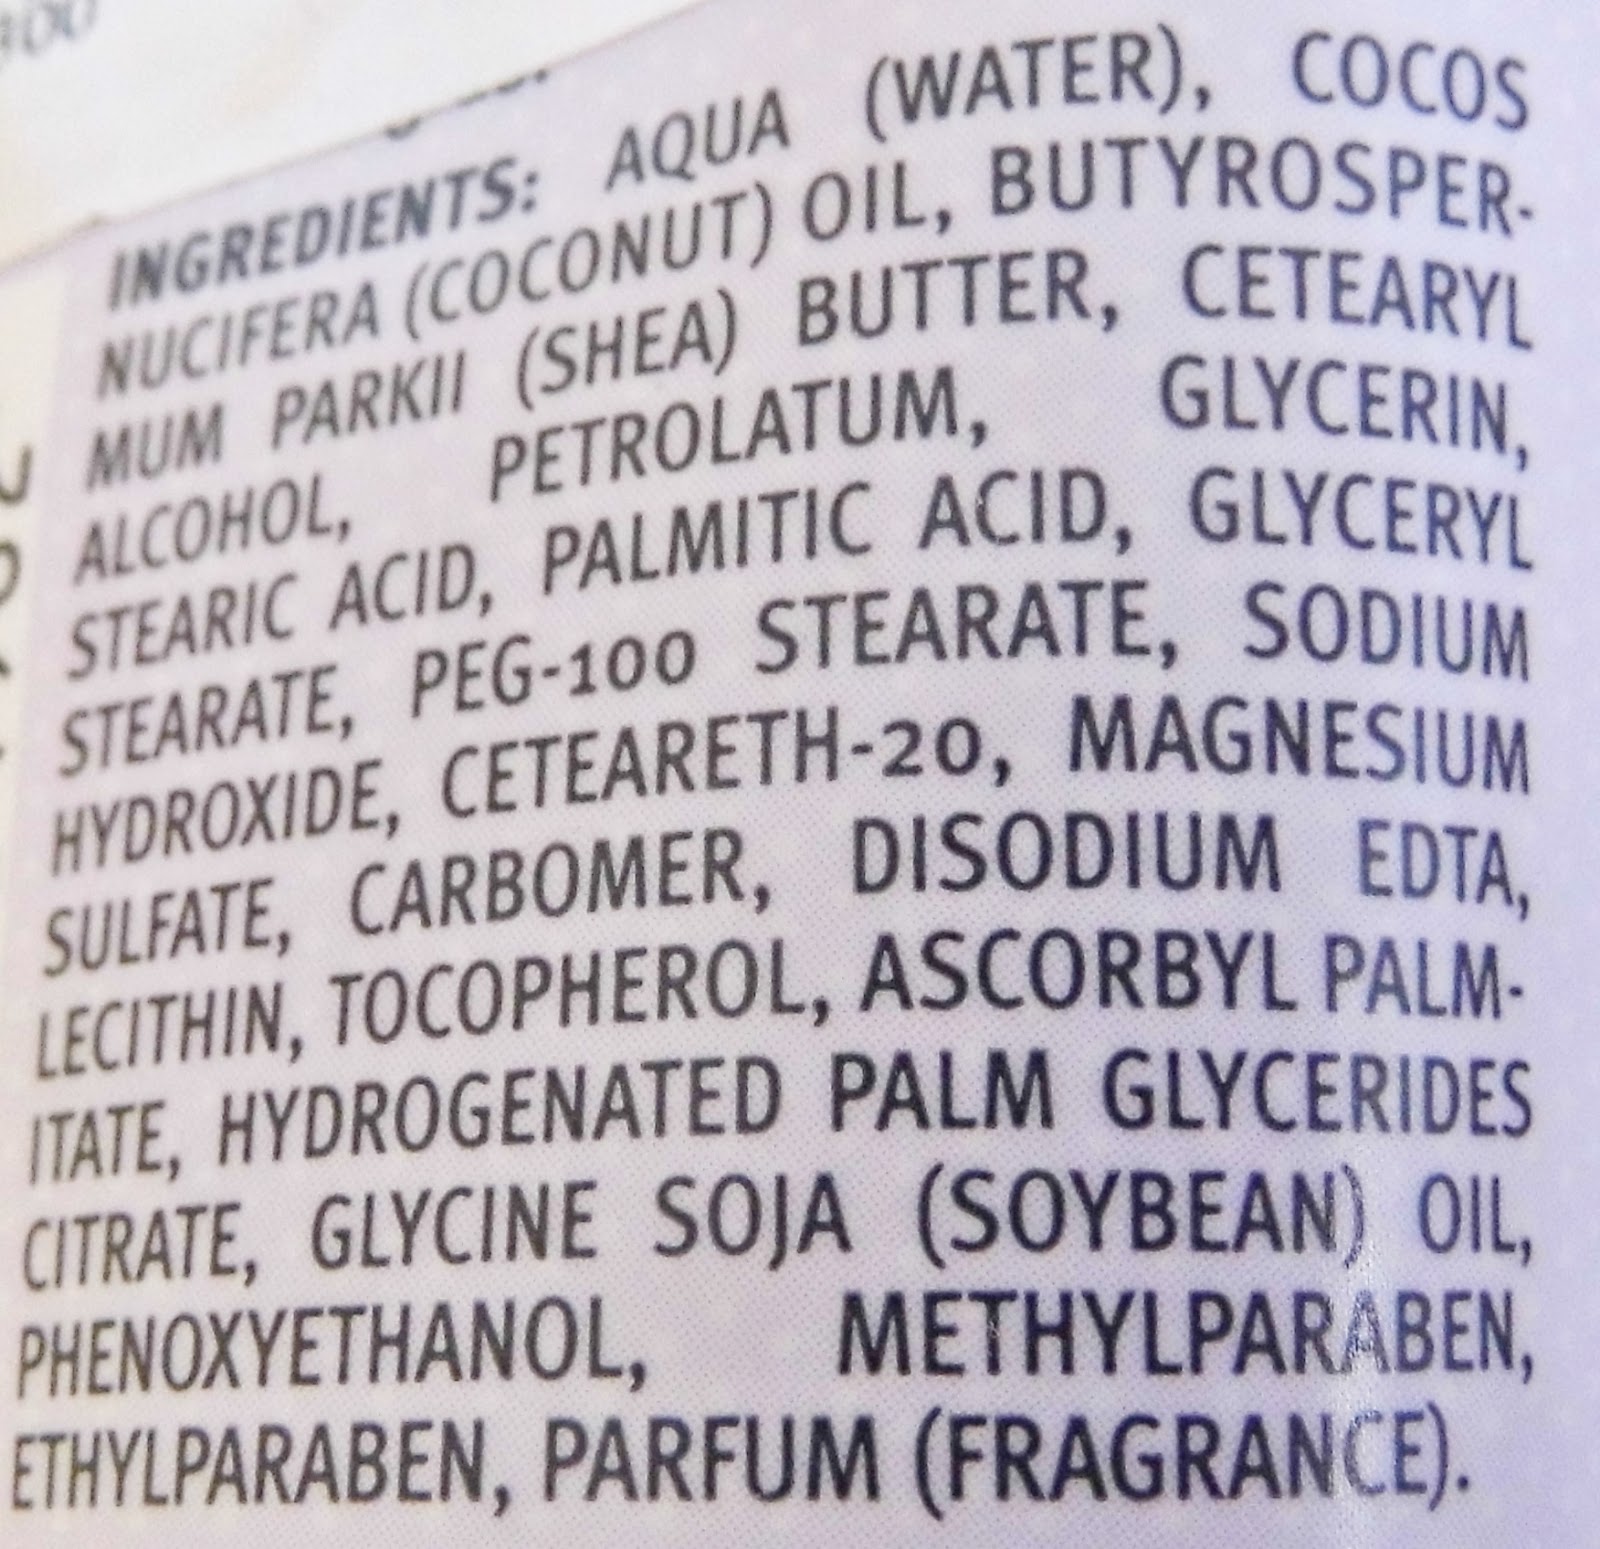 300
INGREDIENTS: AQUA (WATER), COCOS
NUCIFERA (COCONUT) OIL, BUTYROSPER-
MUM PARKII (SHEA) BUTTER, CETEARYL
ALCOHOL, PETROLATUM, GLYCERIN,
STEARIC ACID, PALMITIC ACID, GLYCERYL
STEARATE, PEG-100 STEARATE, SODIUM
HYDROXIDE, CETEARETH-20, MAGNESIUM
SULFATE, CARBOMER, DISODIUM EDTA,
LECITHIN, TOCOPHEROL, ASCORBYL PALM-
ITATE, HYDROGENATED PALM GLYCERIDES
CITRATE, GLYCINE SOJA (SOYBEAN) OIL,
PHENOXYETHANOL, METHYLPARABEN,
ETHYLPARABEN, PARFUM (FRAGRANCE).